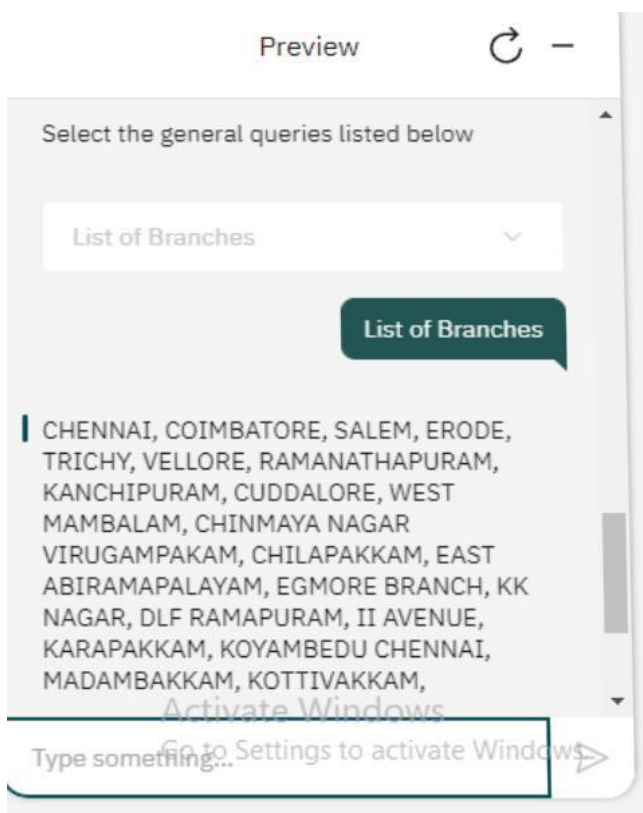 Preview
Select the general queries listed below
List of Branches
List of Branches
CHENNAI, COIMBATORE, SALEM, ERODE,
TRICHY, VELLORE, RAMANATHAPURAM,
KANCHIPURAM, CUDDALORE, WEST
MAMBALAM, CHINMAYA NAGAR
VIRUGAMPAKAM, CHILAPAKKAM, EAST
ABIRAMAPALAYAM, EGMORE BRANCH, KK
NAGAR, DLF RAMAPURAM, II AVENUE,
KARAPAKKAM, KOYAMBEDU CHENNAI,
MADAMBAKKAM, KOTTIVAKKAM,
Activate Windows
Type something...
Go to Settings to activate Windows.